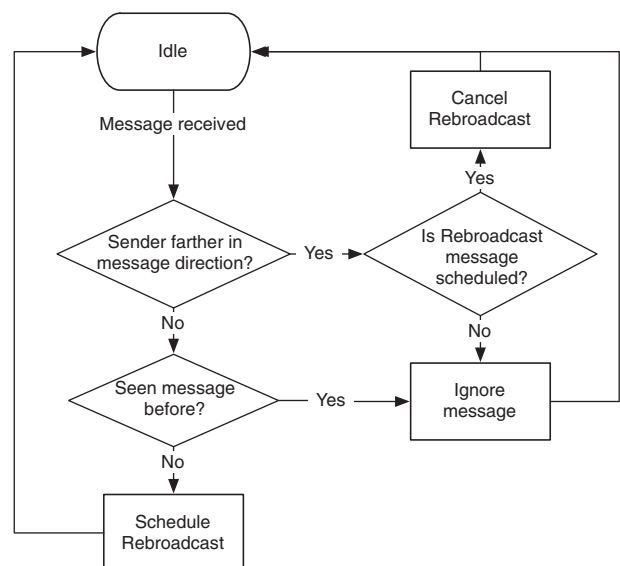 Idle
Cancel
Rebroadcast
Message received
Yes
Sender farther in
message direction?
Yes
Is Rebroadcast
message
scheduled?
No
No
Seen message
before?
Yes
Ignore
message
No
Schedule
Rebroadcast